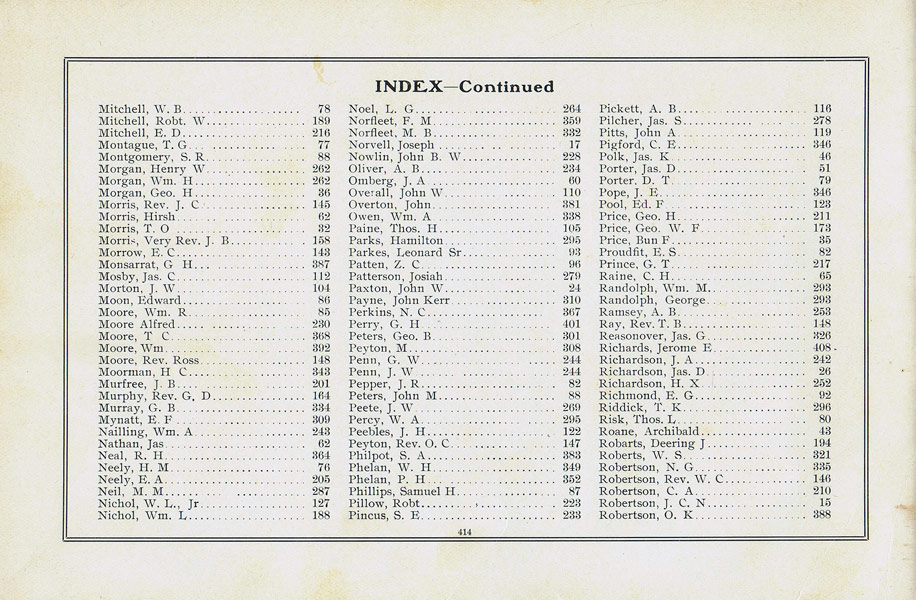 INDEX—Continued
Mitchell, W. B. 78
Mitchell, Robt. W. 189
Mitchell, E. D. 216
Montague, T. G. 77
Montgomery, S. R. 88
Morgan, Henry W. 262
Morgan, Wm. H. 262
Morgan, Geo. H. 36
Morris, Rev. J. C. 145
Morris, Hirsh 62
Morris, T. O. 32
Morris, Very Rev. J. B. 158
Morrow, E. C. 143
Monsarrat, G H. 387
Mosby, Jas. C. 112
Morton, J. W. 104
Moon, Edward 86
Moore, Wm. R. 85
Moore Alfred 230
Moore, T C. 368
Moore, Wm. 392
Moore, Rev. Ross 148
Moorman, H C. 343
Murfree, J. B. 201
Murphy, Rev. G. D. 164
Murray, G. B. 334
Mynatt, E. F. 309
Nailling, Wm. A. 243
Nathan, Jas 62
Neal, R. H. 364
Neely, H. M. 76
Neely, E. A. 205
Neil, M. M. 287
Nichol, W. L., Jr 127
Nichol, Wm. L. 188
Noel, L. G. 264
Norfleet, F. M. 359
Norfleet, M. B. 332
Norvell, Joseph 17
Nowlin, John B. W. 228
Oliver, A. B. 234
Omberg, J. A. 60
Overall, John W. 110
Overton, John 381
Owen, Wm. A. 338
Paine, Thos. H. 105
Parks, Hamilton 295
Parkes, Leonard Sr. 93
Patten, Z. C. 96
Patterson, Josiah 279
Paxton, John W. 24
Payne, John Kerr 310
Perkins, N. C. 367
Perry, G. H. 401
Peters, Geo. B. 301
Peyton, M. 308
Penn, G. W. 244
Penn, J. W. 244
Pepper, J. R. 82
Peters, John M. 88
Peete, J. W. 269
Percy, W. A. 295
Peebles, J. H. 122
Peyton, Rev. O. C. 147
Philpot, S. A. 383
Phelan, W. H. 349
Phelan, P. H. 352
Phillips, Samuel H. 87
Pillow, Robt. 223
Pincus, S. E. 233
Pickett, A. B. 116
Pilcher, Jas. S. 278
Pitts, John A. 119
Pigford, C. E. 346
Polk, Jas. K. 46
Porter, Jas. D. 51
Porter, D. T. 79
Pope, J. E. 346
Pool, Ed. F. 123
Price, Geo. H. 211
Price, Geo. W. F. 173
Price, Bun F. 35
Proudfit, E. S. 82
Prince, G. T. 217
Raine, C. H. 65
Randolph, Wm. M. 293
Randolph, George 293
Ramsey, A. B. 253
Ray, Rev. T. B. 148
Reasonover, Jas. G. 326
Richards, Jerome E. 408
Richardson, J. A. 242
Richardson, Jas. D. 26
Richardson, H. X. 252
Richmond, E. G. 92
Riddick, T. K. 296
Risk, Thos. L. 80
Roane, Archibald 43
Robarts, Deering J. 194
Roberts, W. S. 321
Robertson, N. G. 335
Robertson, Rev. W. C. 146
Robertson, C. A. 210
Robertson, J. C. N. 15
Robertson, O. K. 388
414